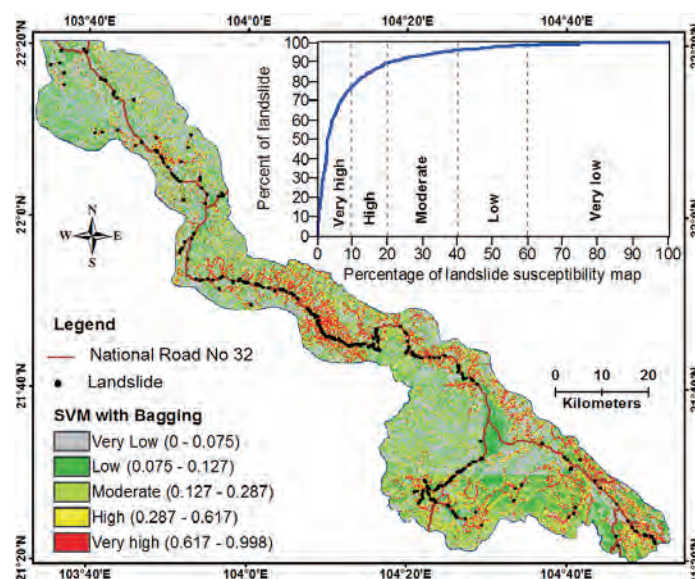 103°40'E
104°0'E
104°20'E
104°40'E
22°20'N
22°0'N
21°40'N
21°20'N
Percent of landslide
100
90
80
70
60
50
40
30
20
10
0
Very high
High
Moderate
Low
Very low
0 10 20 30 40 50 60 70 80 90 100
Percentage of landslide susceptibility map
N
W E
S
Legend
National Road No 32
Landslide
SVM with Bagging
Very Low (0 - 0.075)
Low (0.075 - 0.127)
Moderate (0.127 - 0.287)
High (0.287 - 0.617)
Very high (0.617 - 0.998)
0 10 20
Kilometers
22°0'N
21°20'N
103°40'E
104°0'E
104°20'E
104°40'E